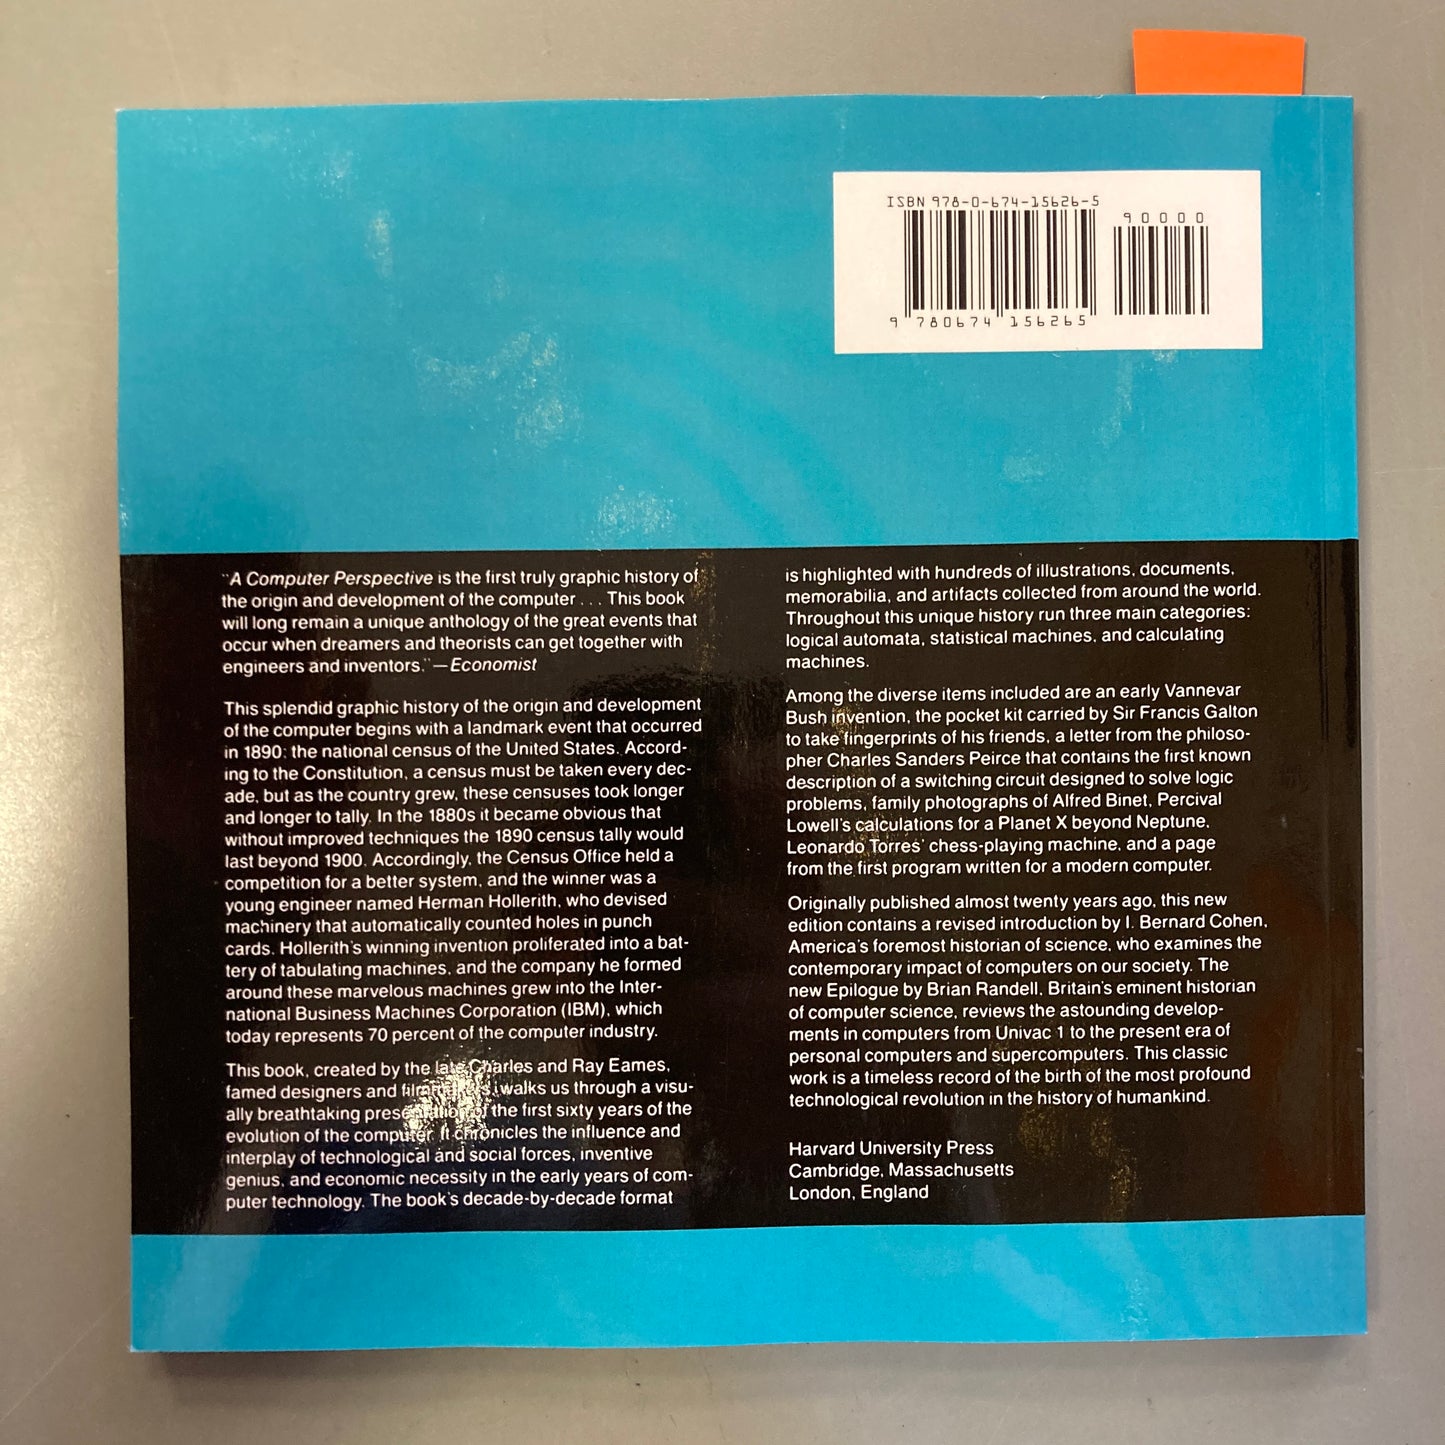 ISBN 978-0-674-15626-5
90000
9 780674 156265
"A Computer Perspective is the first truly graphic history of
the origin and development of the computer . . . This book
will long remain a unique anthology of the great events that
occur when dreamers and theorists can get together with
engineers and inventors." — Economist
This splendid graphic history of the origin and development
of the computer begins with a landmark event that occurred
in 1890: the national census of the United States. Accord-
ing to the Constitution, a census must be taken every dec-
ade, but as the country grew, these censuses took longer
and longer to tally. In the 1880s it became obvious that
without improved techniques the 1890 census tally would
last beyond 1900. Accordingly, the Census Office held a
competition for a better system, and the winner was a
young engineer named Herman Hollerith, who devised
machinery that automatically counted holes in punch
cards. Hollerith's winning invention proliferated into a bat-
tery of tabulating machines, and the company he formed
around these marvelous machines grew into the Inter-
national Business Machines Corporation (IBM), which
today represents 70 percent of the computer industry.
This book, created by the late Charles and Ray Eames,
famed designers and filmmakers, walks us through a visu-
ally breathtaking presentation of the first sixty years of the
evolution of the computer. It chronicles the influence and
interplay of technological and social forces, inventive
genius, and economic necessity in the early years of com-
puter technology. The book's decade-by-decade format
is highlighted with hundreds of illustrations, documents,
memorabilia, and artifacts collected from around the world.
Throughout this unique history run three main categories:
logical automata, statistical machines, and calculating
machines.
Among the diverse items included are an early Vannevar
Bush invention, the pocket kit carried by Sir Francis Galton
to take fingerprints of his friends, a letter from the philoso-
pher Charles Sanders Peirce that contains the first known
description of a switching circuit designed to solve logic
problems, family photographs of Alfred Binet, Percival
Lowell's calculations for a Planet X beyond Neptune,
Leonardo Torres' chess-playing machine, and a page
from the first program written for a modern computer.
Originally published almost twenty years ago, this new
edition contains a revised introduction by I. Bernard Cohen,
America's foremost historian of science, who examines the
contemporary impact of computers on our society. The
new Epilogue by Brian Randell, Britain's eminent historian
of computer science, reviews the astounding develop-
ments in computers from Univac 1 to the present era of
personal computers and supercomputers. This classic
work is a timeless record of the birth of the most profound
technological revolution in the history of humankind.
Harvard University Press
Cambridge, Massachusetts
London, England